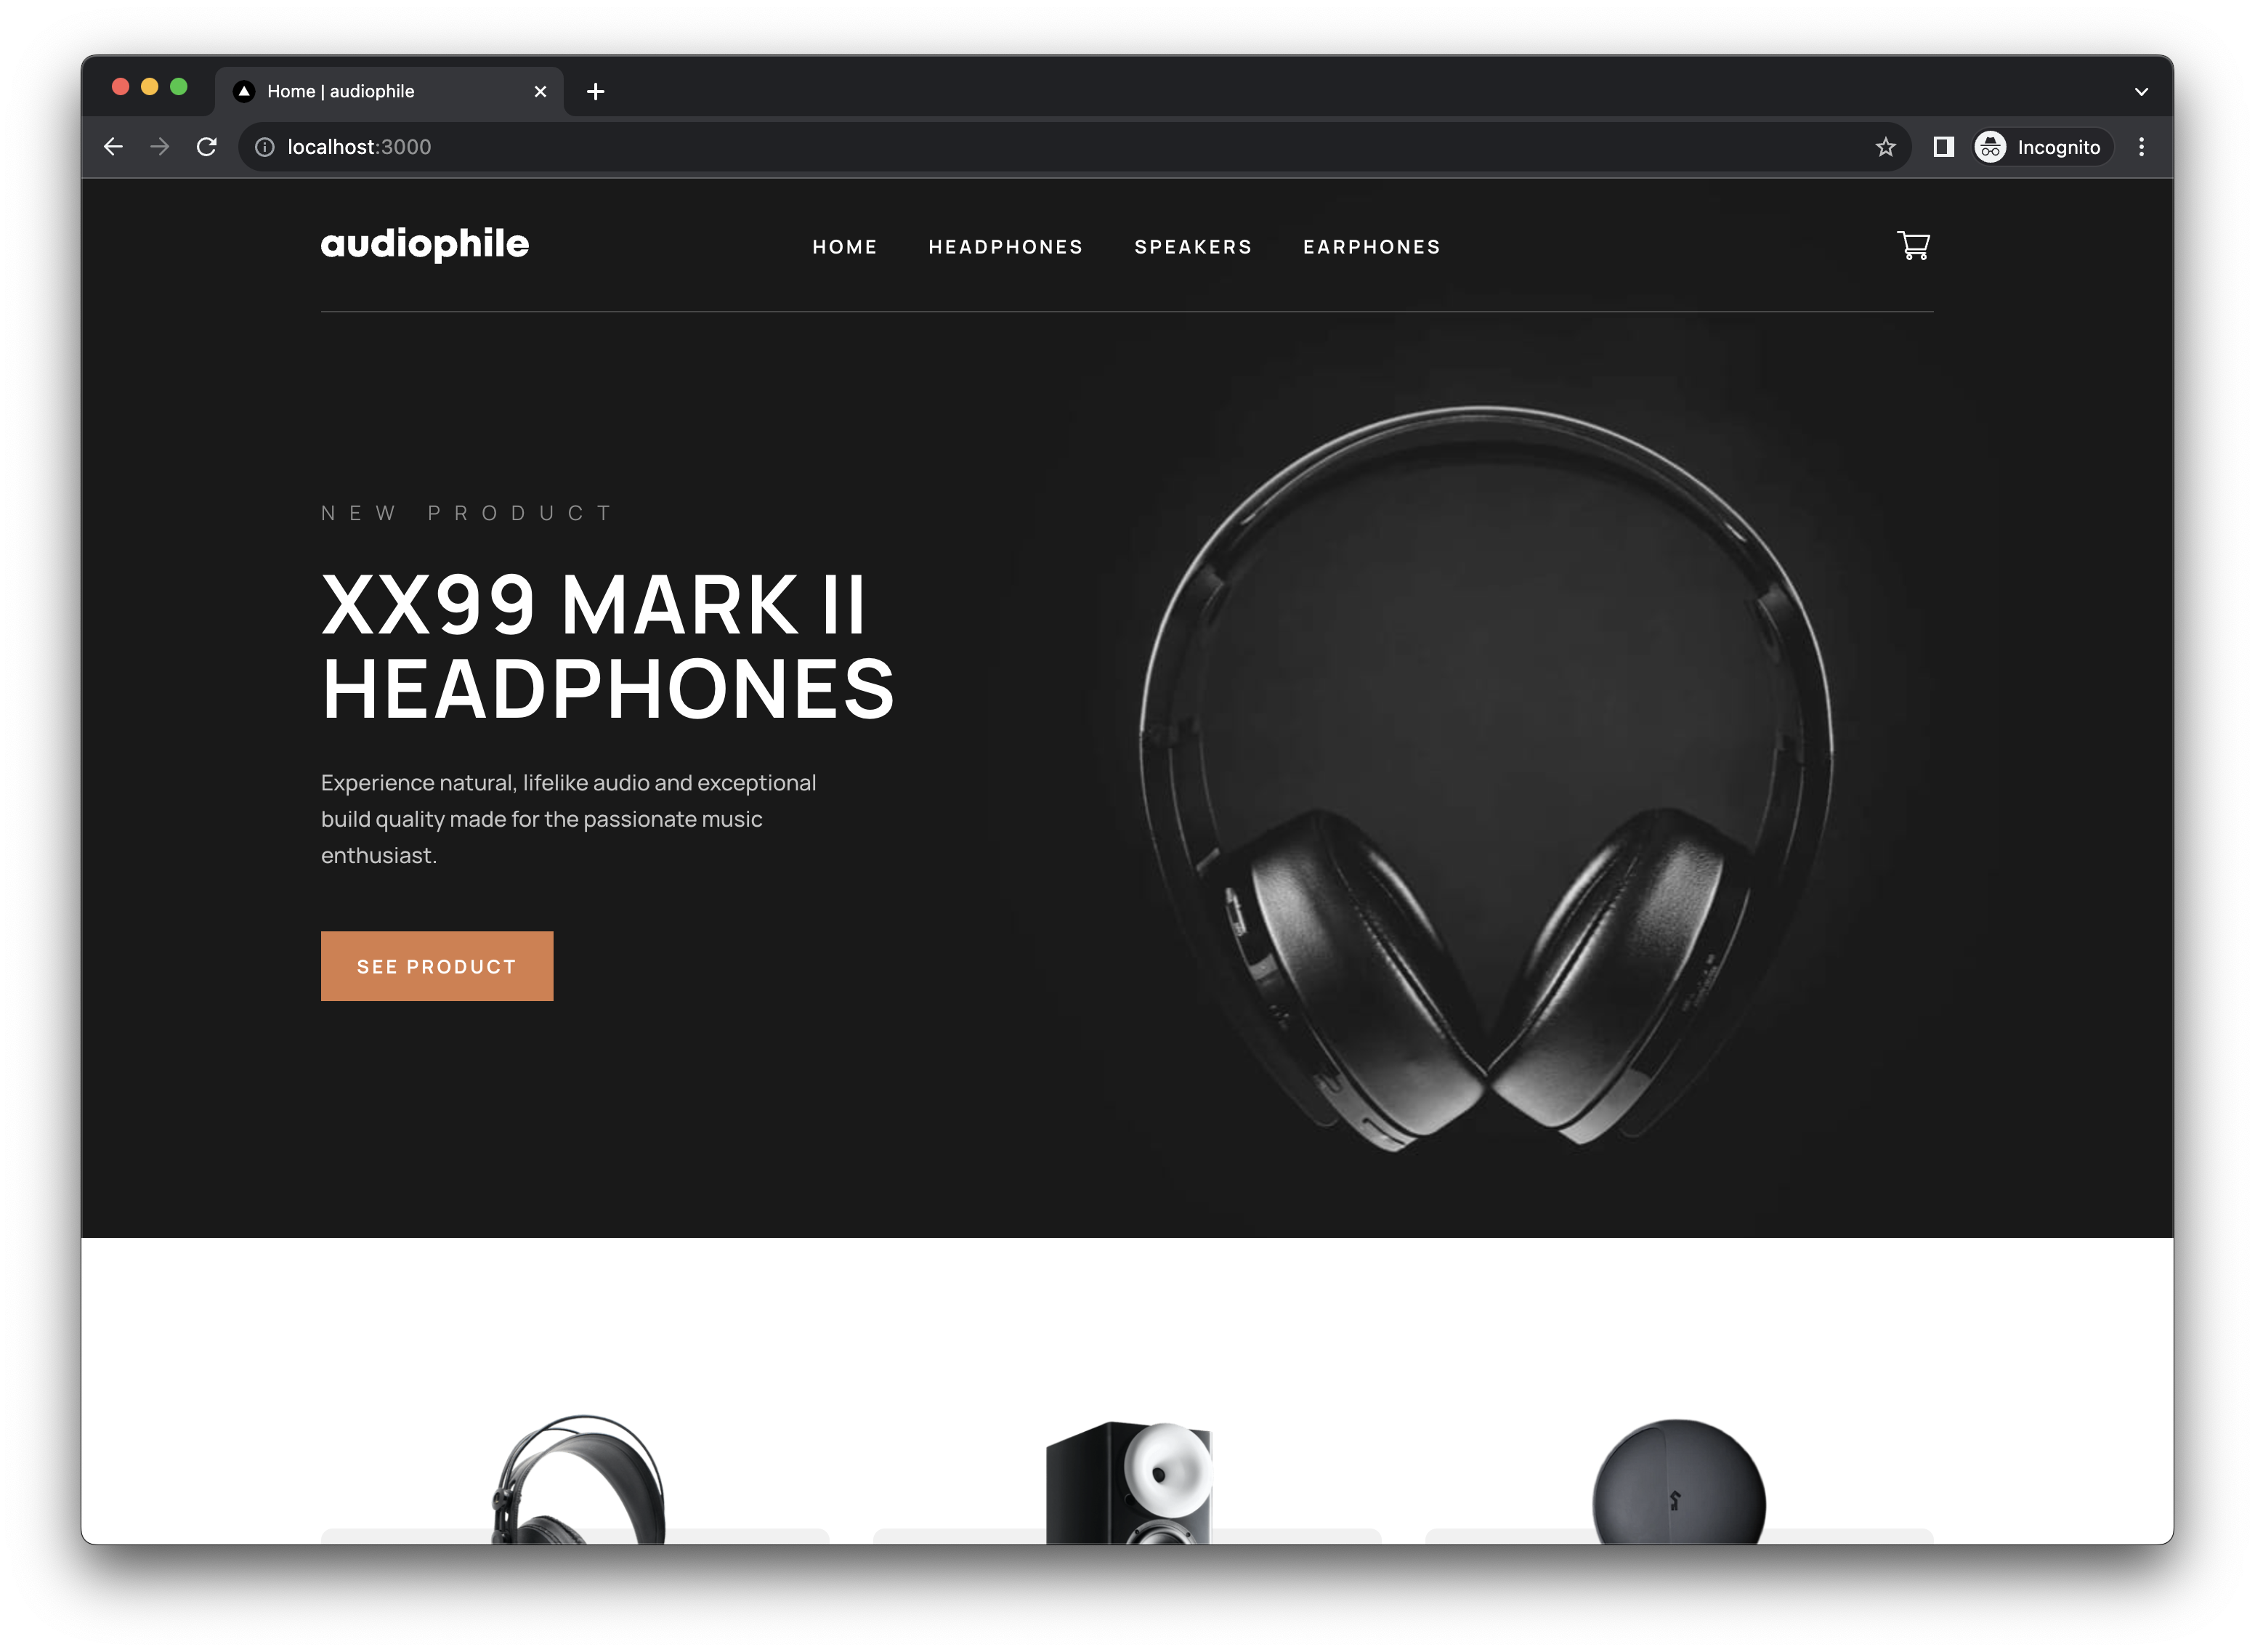 Home | audiophile
localhost:3000
Incognito
audiophile
HOME HEADPHONES SPEAKERS EARPHONES
NEW PRODUCT
XX99 MARK II
HEADPHONES
Experience natural, lifelike audio and exceptional
build quality made for the passionate music
enthusiast.
SEE PRODUCT